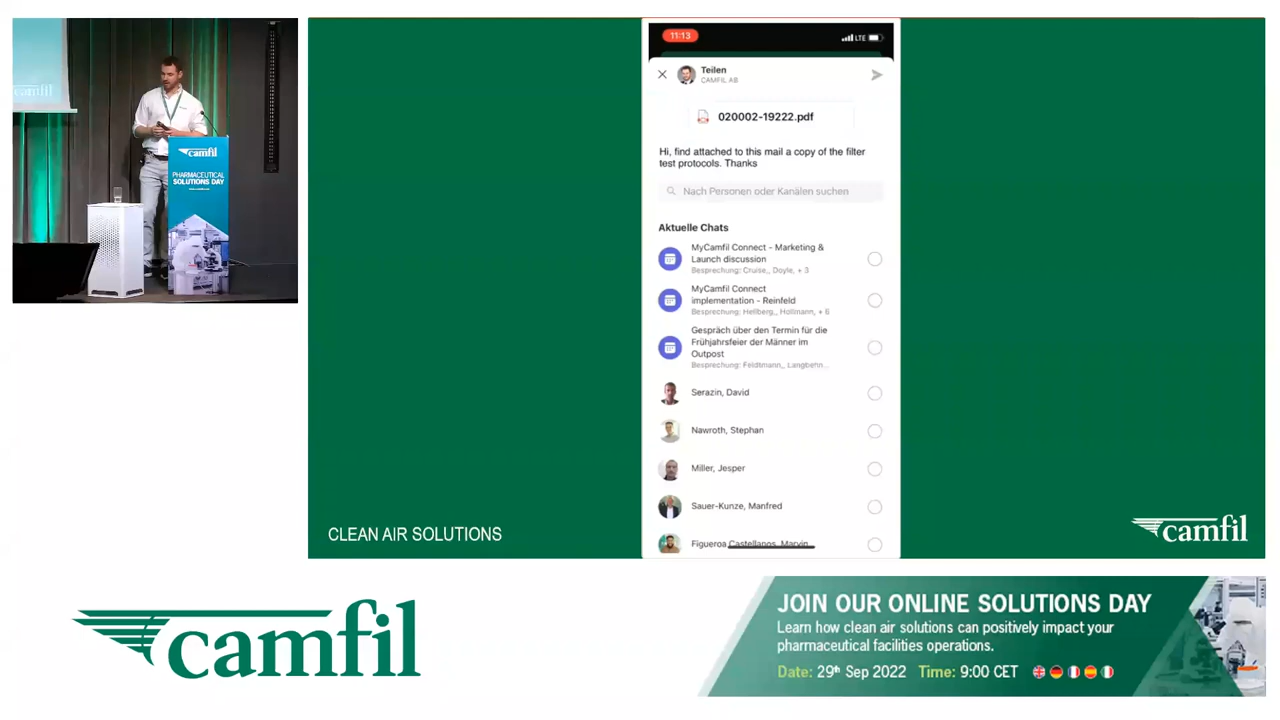 camfil
camfil
PHARMACEUTICAL
SOLUTIONS DAY
11:13
LTE
Teilen
CAMFIL AB
020002-19222.pdf
Hi, find attached to this mail a copy of the filter
test protocols. Thanks
Nach Personen oder Kanälen suchen
Aktuelle Chats
MyCamfil Connect - Marketing &
Launch discussion
Besprechung: Cruise,, Doyle, + 3
MyCamfil Connect
implementation - Reinfeld
Besprechung: Hellberg,, Hollmann, + 6
Gespräch über den Termin für die
Frühjahrsfeier der Männer im
Outpost
Besprechung: Feldtmann,, Langbehn...
Serazin, David
Nawroth, Stephan
Miller, Jesper
Sauer-Kunze, Manfred
Figueroa Castellanos, Marvin
CLEAN AIR SOLUTIONS
camfil
camfil
JOIN OUR ONLINE SOLUTIONS DAY
Learn how clean air solutions can positively impact your
pharmaceutical facilities operations.
Date: 29th Sep 2022 Time: 9:00 CET